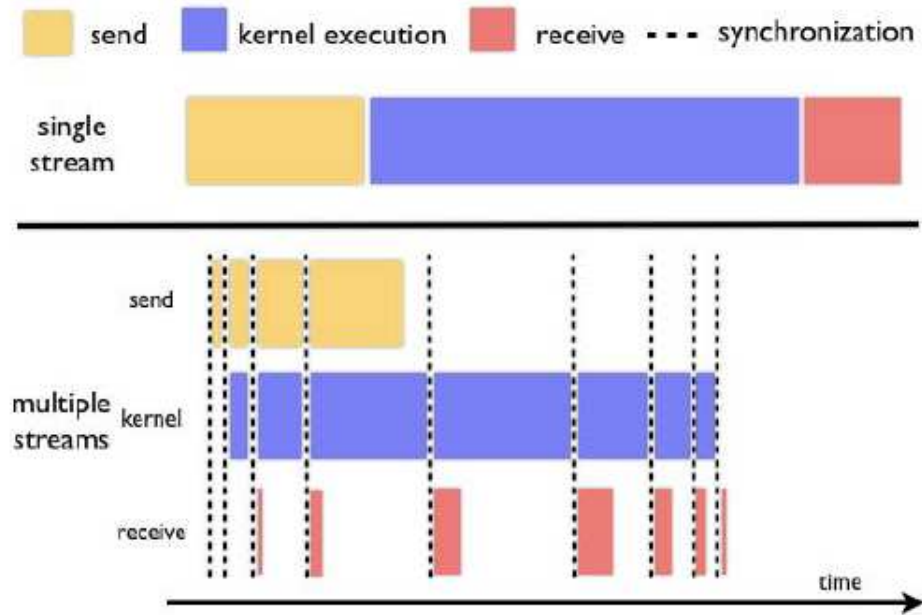 send kernel execution receive synchronization
single
stream
send
multiple
streams
kernel
receive
time